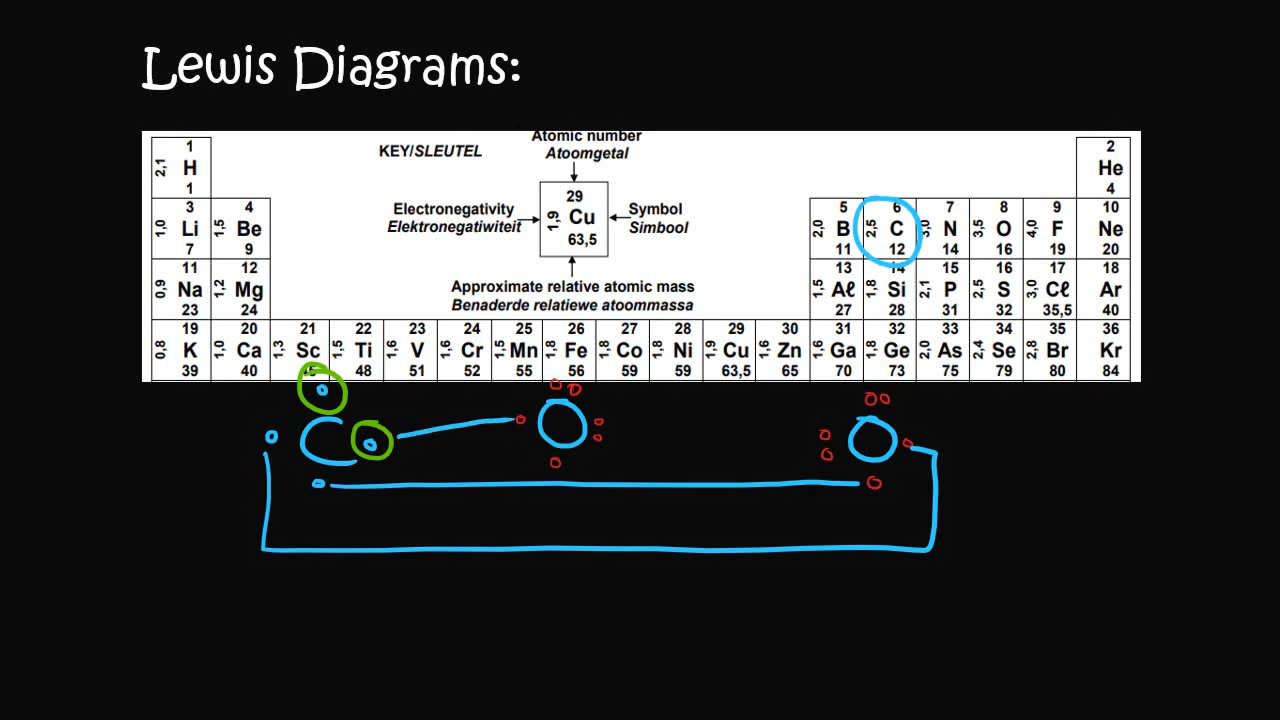 Lewis Diagrams:
KEY/SLEUTEL
Atomic number
Atoomgetal
Electronegativity
Elektronegatiwiteit
1,9 29 Cu 63,5
Symbol
Simbool
Approximate relative atomic mass
Benaderde relatiewe atoommassa
1 2
2,1 H He
1 4
3 4 5 6 7 8 9 10
1,0 Li 1,5 Be 2,0 B 2,5 C 3,0 N 3,5 O 4,0 F Ne
7 9 11 12 14 16 19 20
11 12 13 14 15 16 17 18
0,9 Na 1,2 Mg 1,5 Aℓ 1,8 Si 2,1 P 2,5 S 3,0 Cℓ Ar
23 24 27 28 31 32 35,5 40
19 20 21 22 23 24 25 26 27 28 29 30 31 32 33 34 35 36
0,8 K 1,0 Ca 1,3 Sc 1,5 Ti 1,6 V 1,6 Cr 1,5 Mn 1,8 Fe 1,8 Co 1,8 Ni 1,9 Cu 1,6 Zn 1,6 Ga 1,8 Ge 2,0 As 2,4 Se 2,8 Br Kr
39 40 45 48 51 52 55 56 59 59 63,5 65 70 73 75 79 80 84
C O O